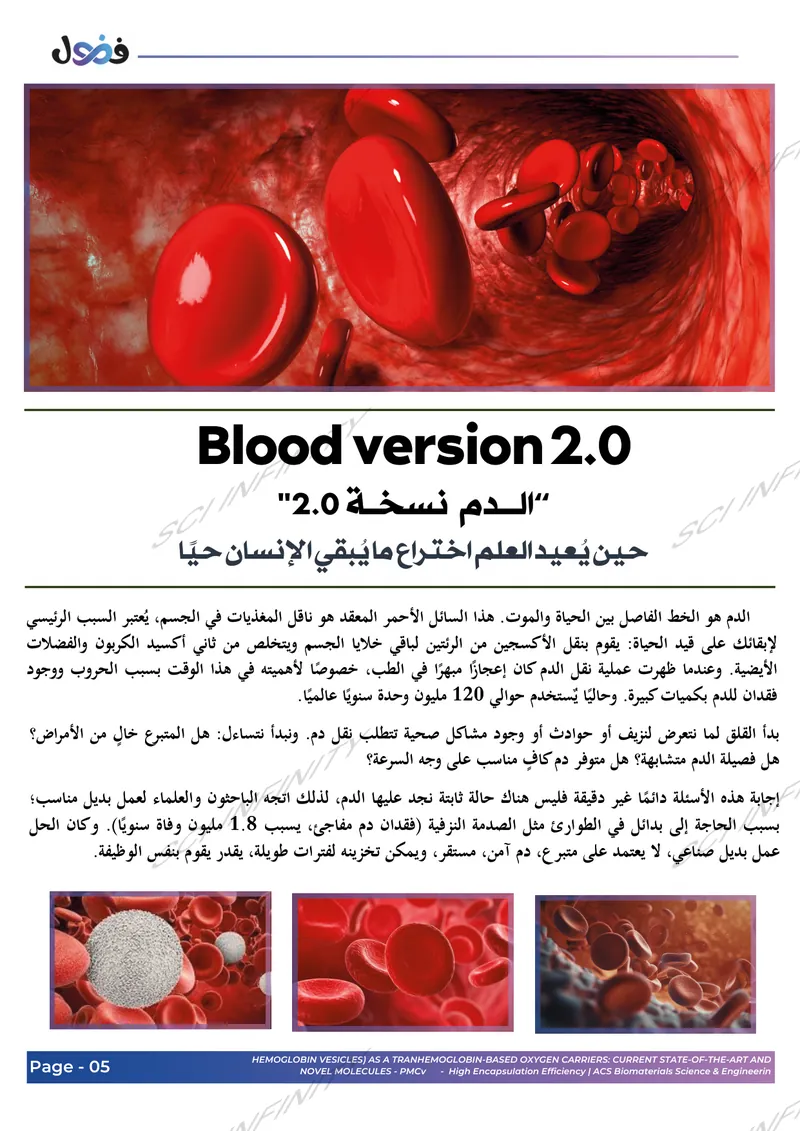 فضول
Blood version 2.0
“الـدم نسخـة 2.0"
حين يُعيد العلم اختراع ما يُبقي الإنسان حيًا
الدم هو الخط الفاصل بين الحياة والموت. هذا السائل الأحمر المعقد هو ناقل المغذيات في الجسم، يُعتبر السبب الرئيسي
لإبقائك على قيد الحياة: يقوم بنقل الأكسجين من الرئتين لباقي خلايا الجسم ويتخلص من ثاني أكسيد الكربون والفضلات
الأيضية. وعندما ظهرت عملية نقل الدم كان إعجازًا مبهرًا في الطب، خصوصًا لأهميته في هذا الوقت بسبب الحروب ووجود
فقدان للدم بكميات كبيرة. وحاليًا يُستخدم حوالي 120 مليون وحدة سنويًا عالميًا.
بدأ القلق لما نتعرض لنزيف أو حوادث أو وجود مشاكل صحية تتطلب نقل دم. ونبدأ نتساءل: هل المتبرع خالٍ من الأمراض؟
هل فصيلة الدم متشابهة؟ هل متوفر دم كافٍ مناسب على وجه السرعة؟
إجابة هذه الأسئلة دائمًا غير دقيقة فليس هناك حالة ثابتة نجد عليها الدم، لذلك اتجه الباحثون والعلماء لعمل بديل مناسب؛
بسبب الحاجة إلى بدائل في الطوارئ مثل الصدمة النزفية (فقدان دم مفاجئ، يسبب 1.8 مليون وفاة سنويًا). وكان الحل
عمل بديل صناعي، لا يعتمد على متبرع، دم آمن، مستقر، ويمكن تخزينه لفترات طويلة، يقدر يقوم بنفس الوظيفة.
Page - 05
HEMOGLOBIN VESICLES) AS A TRANHEMOGLOBIN-BASED OXYGEN CARRIERS: CURRENT STATE-OF-THE-ART AND
NOVEL MOLECULES - PMCv - High Encapsulation Efficiency | ACS Biomaterials Science & Engineerin
SCI INFINITY
SCI INFINITY
SCI INFINITY
SCI INFINITY